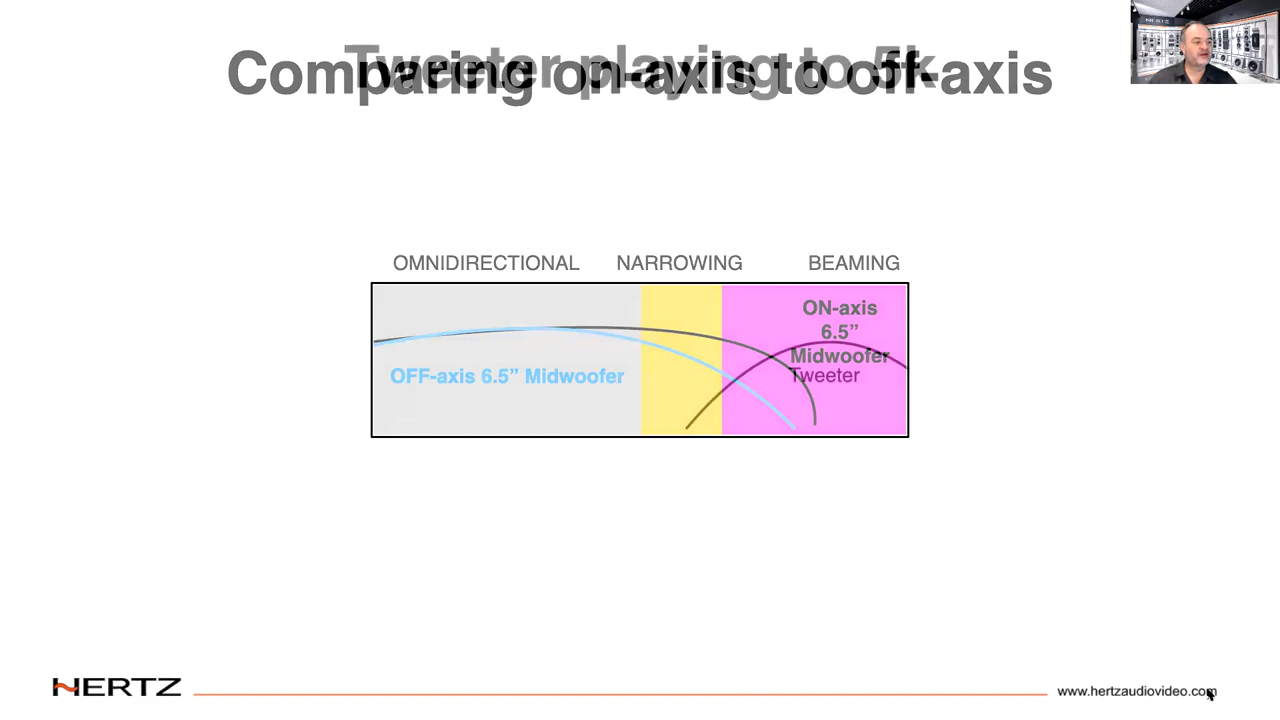 Comparing on-axis to off-axis
Tweeter playing to 5k
OMNIDIRECTIONAL NARROWING BEAMING
ON-axis
6.5”
Midwoofer
OFF-axis 6.5” Midwoofer
Tweeter
HERTZ
www.hertzaudiovideo.com